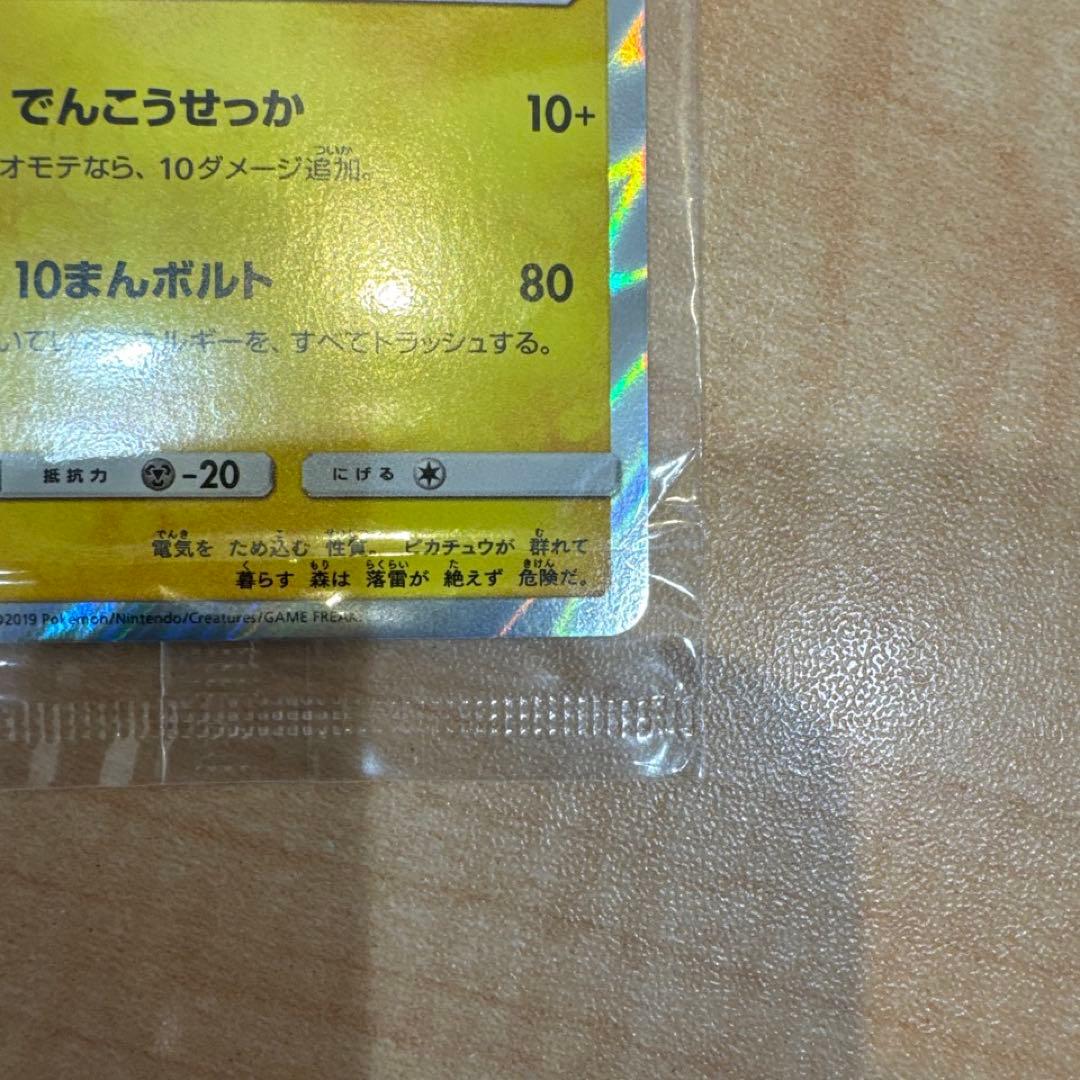 でんこうせっか 10+
オモテなら、10ダメージ追加。
10まんボルト 80
いてい ネルギーを、すべてトラッシュする。
抵抗力 -20 にげる
電気を ため込む 性質。 ピカチュウが 群れて
暮らす 森は 落雷が 絶えず 危険だ。
©2019 Pokémon/Nintendo/Creatures/GAME FREAK.